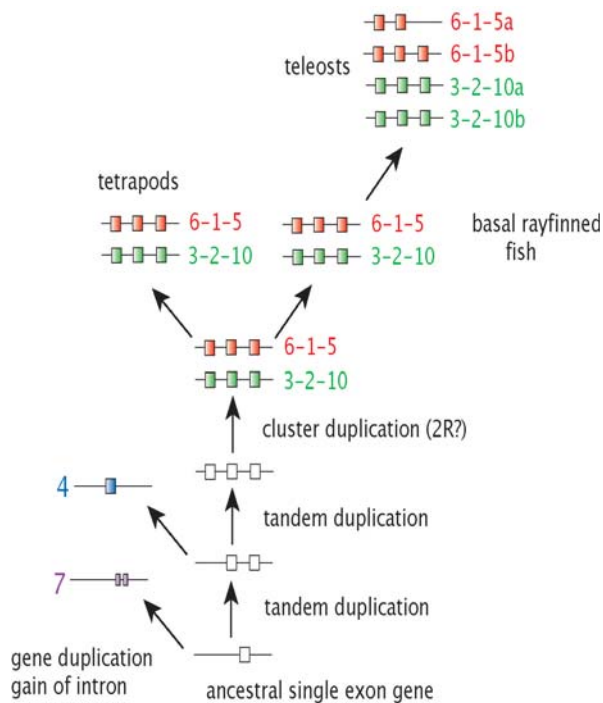 6-1-5a
6-1-5b
teleosts
3-2-10a
3-2-10b
tetrapods
6-1-5
6-1-5
basal rayfinned
fish
3-2-10
3-2-10
6-1-5
3-2-10
cluster duplication (2R?)
4
tandem duplication
7
tandem duplication
gene duplication
gain of intron
ancestral single exon gene